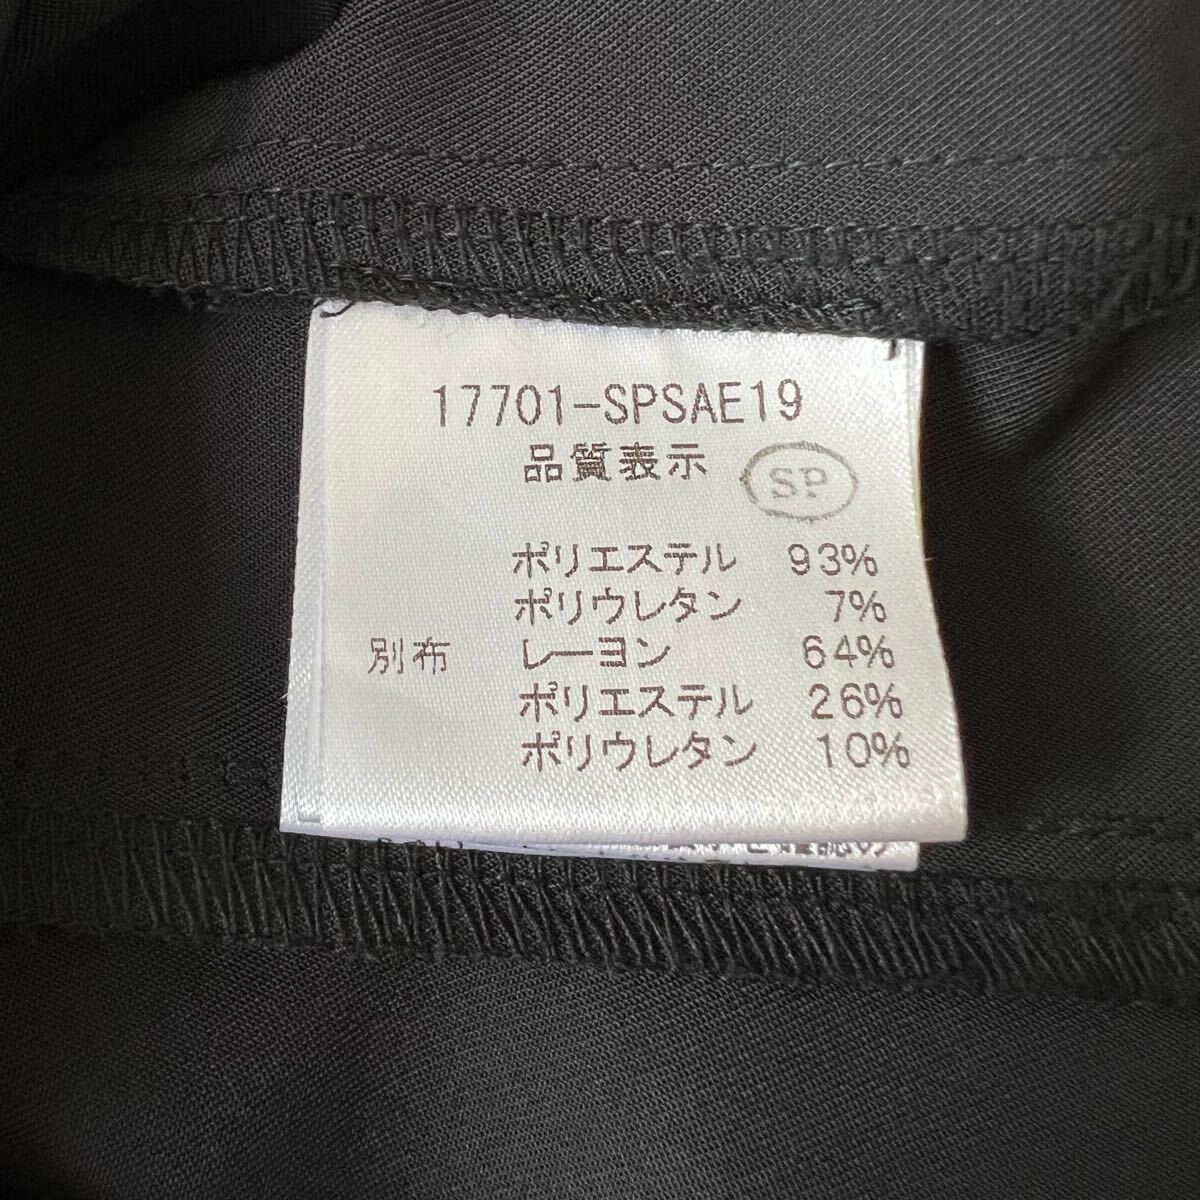 17701-SPSAE19
品質表示 SP
ポリエステル 93%
ポリウレタン 7%
別布 レーヨン 64%
ポリエステル 26%
ポリウレタン 10%